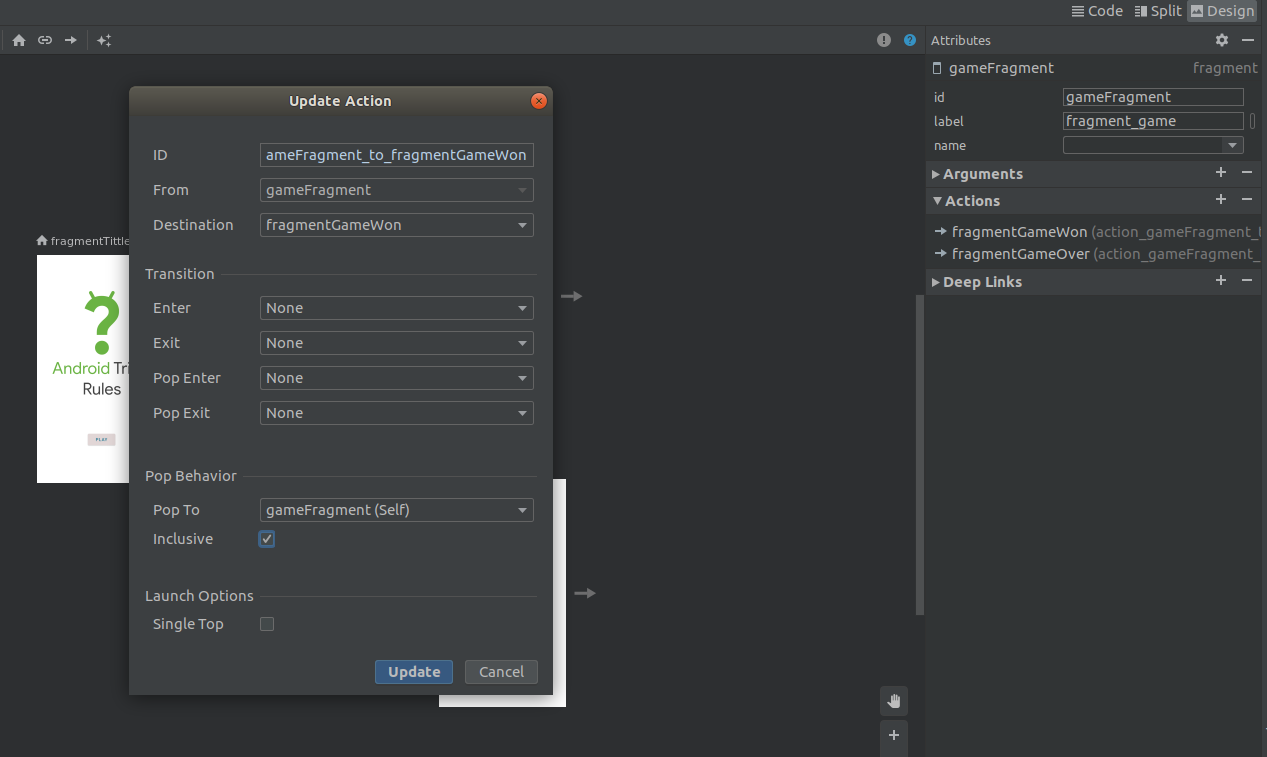 Code Split Design
Attributes
gameFragment fragment
id gameFragment
label fragment_game
name
Arguments
Actions
fragmentGameWon (action_gameFragment_
fragmentGameOver (action_gameFragment_
Deep Links
Update Action
ID ameFragment_to_fragmentGameWon
From gameFragment
Destination fragmentGameWon
Transition
Enter None
Exit None
Pop Enter None
Pop Exit None
Pop Behavior
Pop To gameFragment (Self)
Inclusive
Launch Options
Single Top
Update Cancel
fragmentTittle
?
Android Tri
Rules
PLAY